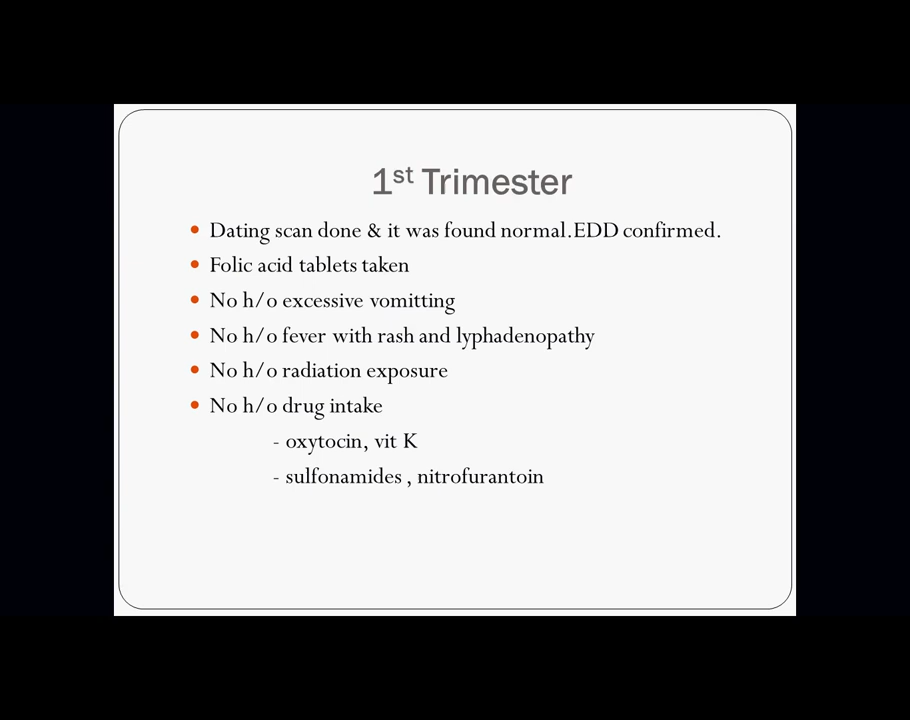 1st Trimester
• Dating scan done & it was found normal.EDD confirmed.
• Folic acid tablets taken
• No h/o excessive vomitting
• No h/o fever with rash and lyphadenopathy
• No h/o radiation exposure
• No h/o drug intake
- oxytocin, vit K
- sulfonamides , nitrofurantoin